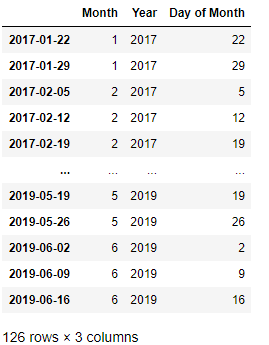 Month Year Day of Month
2017-01-22 1 2017 22
2017-01-29 1 2017 29
2017-02-05 2 2017 5
2017-02-12 2 2017 12
2017-02-19 2 2017 19
... ... ... ...
2019-05-19 5 2019 19
2019-05-26 5 2019 26
2019-06-02 6 2019 2
2019-06-09 6 2019 9
2019-06-16 6 2019 16
126 rows × 3 columns